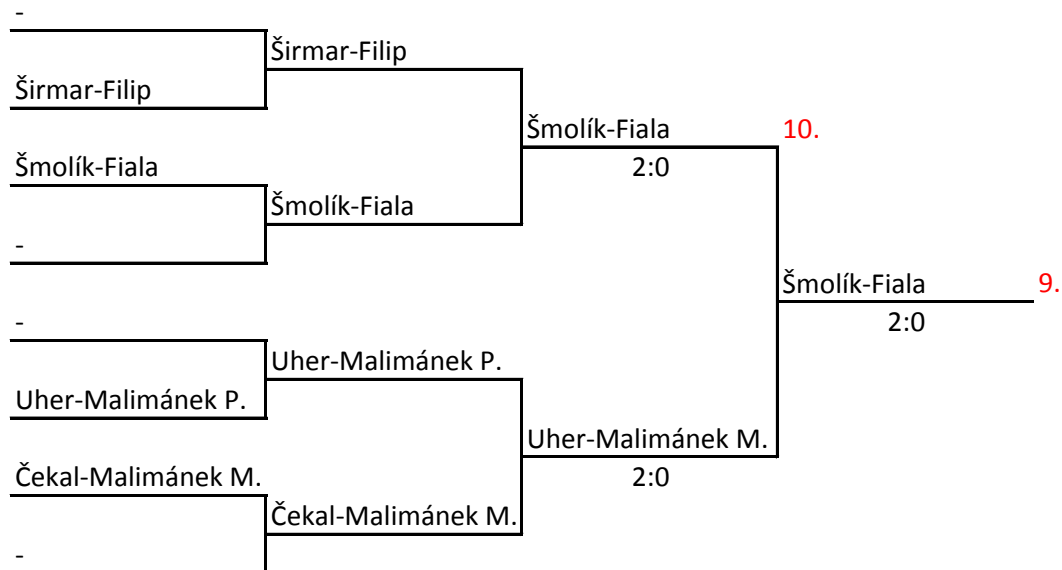 -
Širmar-Filip
Širmar-Filip
Šmolík-Fiala 10.
Šmolík-Fiala
2:0
Šmolík-Fiala
-
Šmolík-Fiala 9.
-
2:0
Uher-Malimánek P.
Uher-Malimánek P.
Uher-Malimánek M.
Čekal-Malimánek M.
2:0
Čekal-Malimánek M.
-